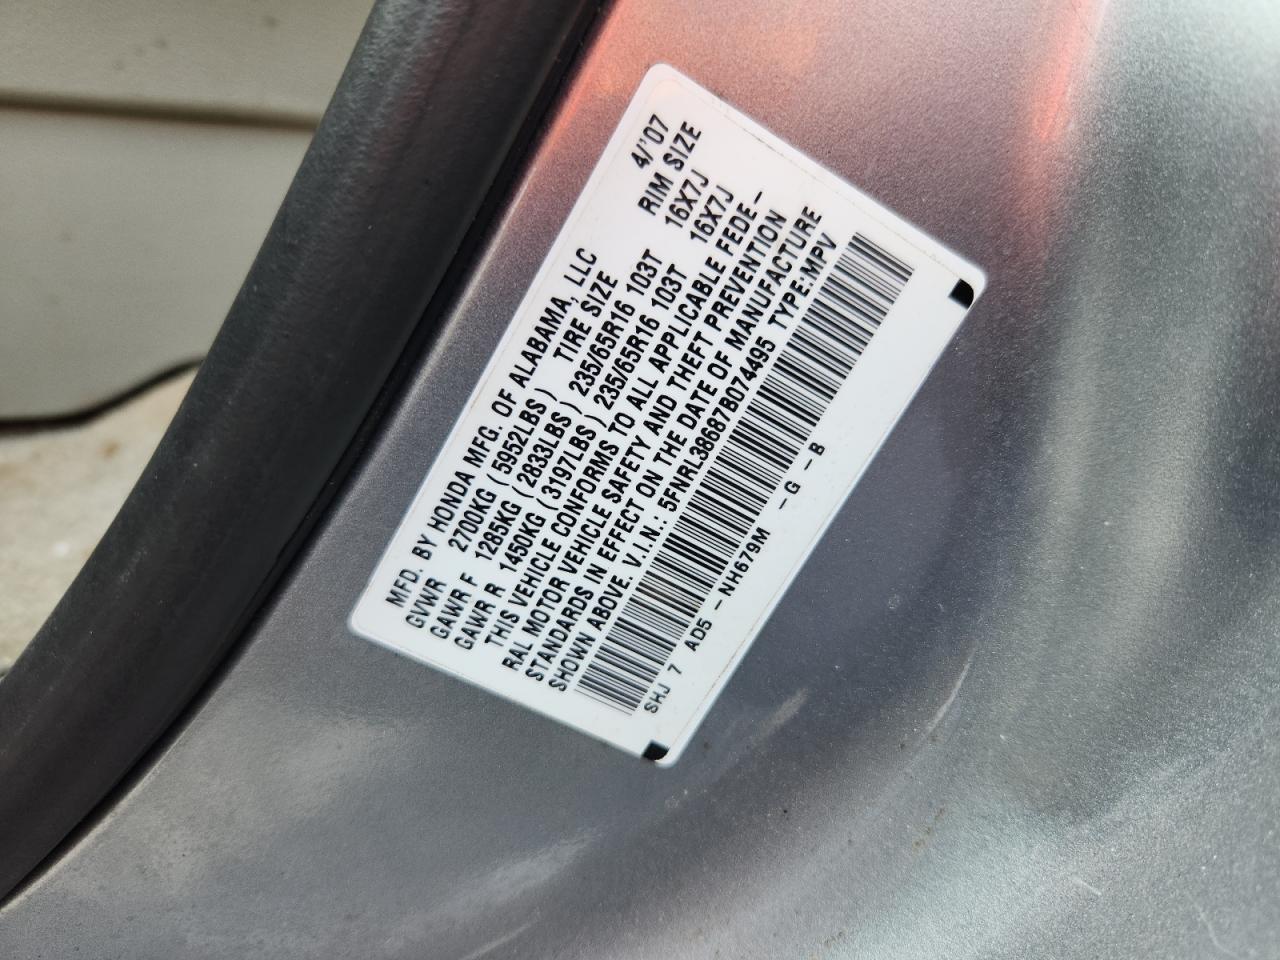 MFD. BY HONDA MFG. OF ALABAMA, LLC 4/'07
GVWR 2700KG ( 5952LBS ) TIRE SIZE RIM SIZE
GAWR F 1285KG ( 2833LBS ) 235/65R16 103T 16X7J
GAWR R 1450KG ( 3197LBS ) 235/65R16 103T 16X7J
THIS VEHICLE CONFORMS TO ALL APPLICABLE FEDE-
RAL MOTOR VEHICLE SAFETY AND THEFT PREVENTION
STANDARDS IN EFFECT ON THE DATE OF MANUFACTURE
SHOWN ABOVE. V.I.N.: 5FNRL38687B074495 TYPE:MPV
SHJ 7 AD5 - NH679M - G - B